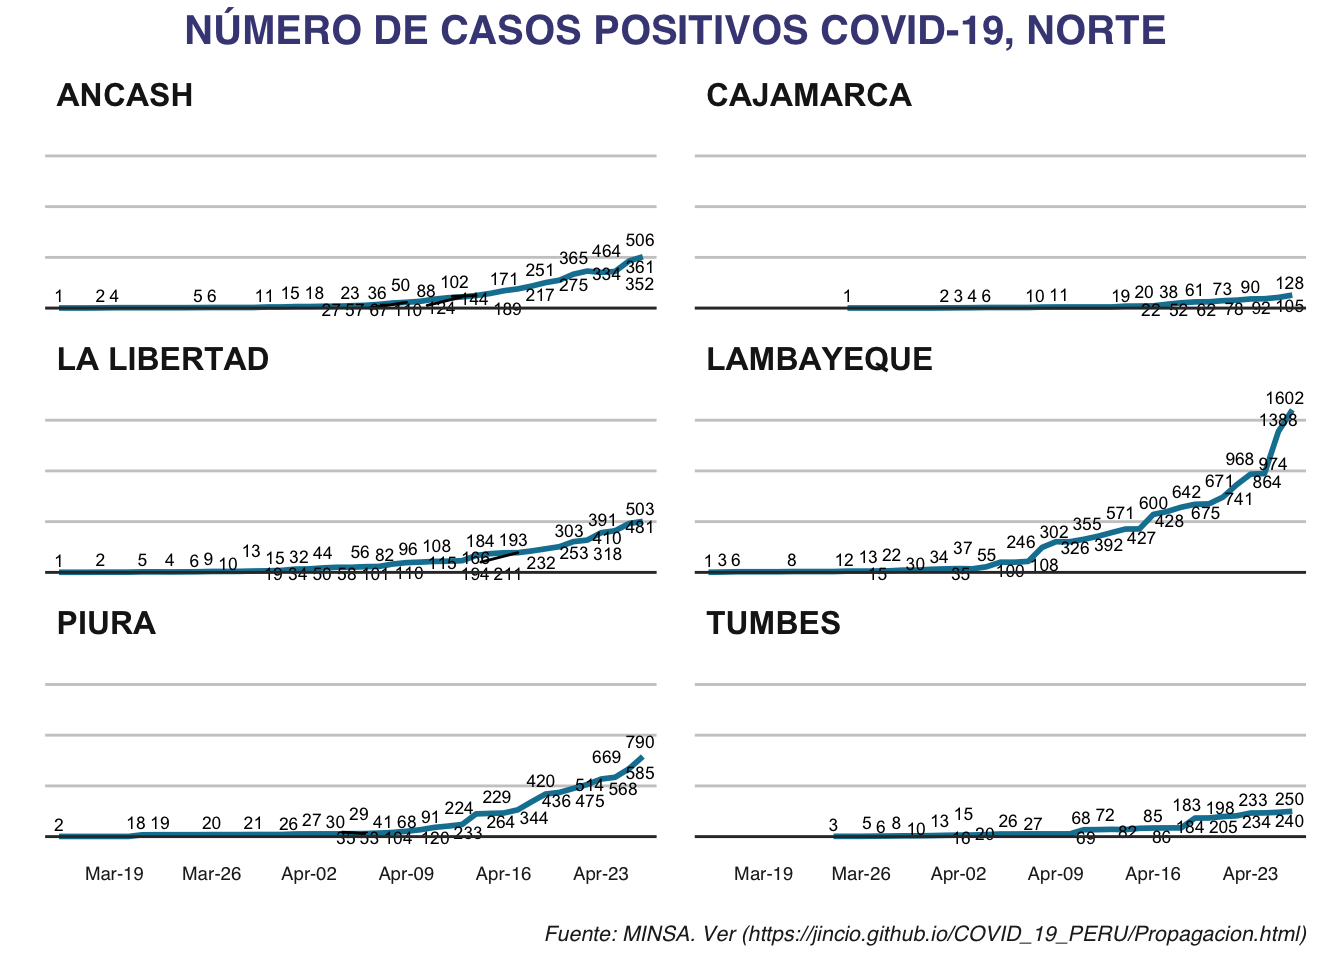 NÚMERO DE CASOS POSITIVOS COVID-19, NORTE
ANCASH
1 2 4 5 6 11 15 18 23 36 50 88 102 171 251 365 464 506
27 57 67 110 124 144 189 217 275 334 361
352
CAJAMARCA
1 2 3 4 6 10 11 19 20 38 61 73 90 128
22 52 62 78 92 105
LA LIBERTAD
1 2 5 4 6 9 10 13 15 32 44 56 82 96 108 184 193 303 391 503
19 34 50 58 101 110 115 166 194 211 232 253 410 318 481
LAMBAYEQUE
1 3 6 8 12 13 22 34 37 55 246 302 355 571 600 642 671 968 974 1388 1602
15 30 35 100 108 326 392 427 428 675 741 864
PIURA
2 18 19 20 21 26 27 30 29 41 68 91 224 229 420 669 790
35 53 104 120 233 264 344 436 475 514 568 585
TUMBES
3 5 6 8 10 13 15 26 27 68 72 85 183 198 233 250
18 20 69 82 86 184 205 234 240
Mar-19 Mar-26 Apr-02 Apr-09 Apr-16 Apr-23
Mar-19 Mar-26 Apr-02 Apr-09 Apr-16 Apr-23
Fuente: MINSA. Ver (https://jincio.github.io/COVID_19_PERU/Propagacion.html)